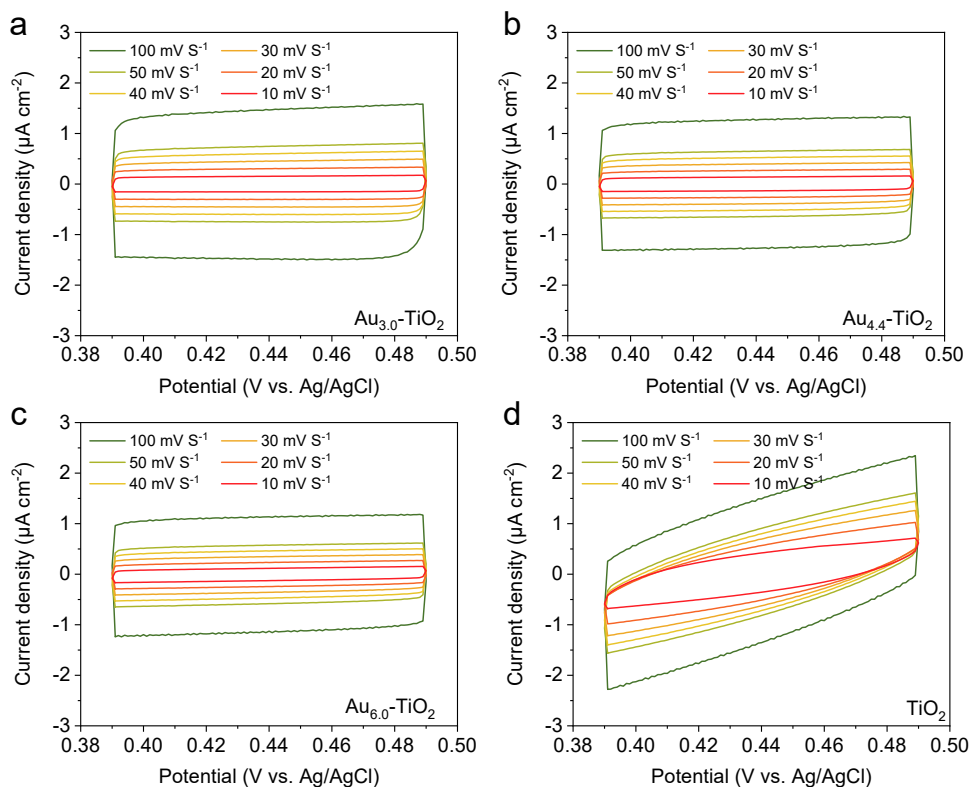 a
3
2
1
0
-1
-2
-3
Current density (µA cm⁻²)
100 mV S⁻¹ 30 mV S⁻¹
50 mV S⁻¹ 20 mV S⁻¹
40 mV S⁻¹ 10 mV S⁻¹
Au₃.₀-TiO₂
0.38 0.40 0.42 0.44 0.46 0.48 0.50
Potential (V vs. Ag/AgCl)
b
3
2
1
0
-1
-2
-3
Current density (µA cm⁻²)
100 mV S⁻¹ 30 mV S⁻¹
50 mV S⁻¹ 20 mV S⁻¹
40 mV S⁻¹ 10 mV S⁻¹
Au₄.₄-TiO₂
0.38 0.40 0.42 0.44 0.46 0.48 0.50
Potential (V vs. Ag/AgCl)
c
3
2
1
0
-1
-2
-3
Current density (µA cm⁻²)
100 mV S⁻¹ 30 mV S⁻¹
50 mV S⁻¹ 20 mV S⁻¹
40 mV S⁻¹ 10 mV S⁻¹
Au₆.₀-TiO₂
0.38 0.40 0.42 0.44 0.46 0.48 0.50
Potential (V vs. Ag/AgCl)
d
3
2
1
0
-1
-2
-3
Current density (µA cm⁻²)
100 mV S⁻¹ 30 mV S⁻¹
50 mV S⁻¹ 20 mV S⁻¹
40 mV S⁻¹ 10 mV S⁻¹
TiO₂
0.38 0.40 0.42 0.44 0.46 0.48 0.50
Potential (V vs. Ag/AgCl)